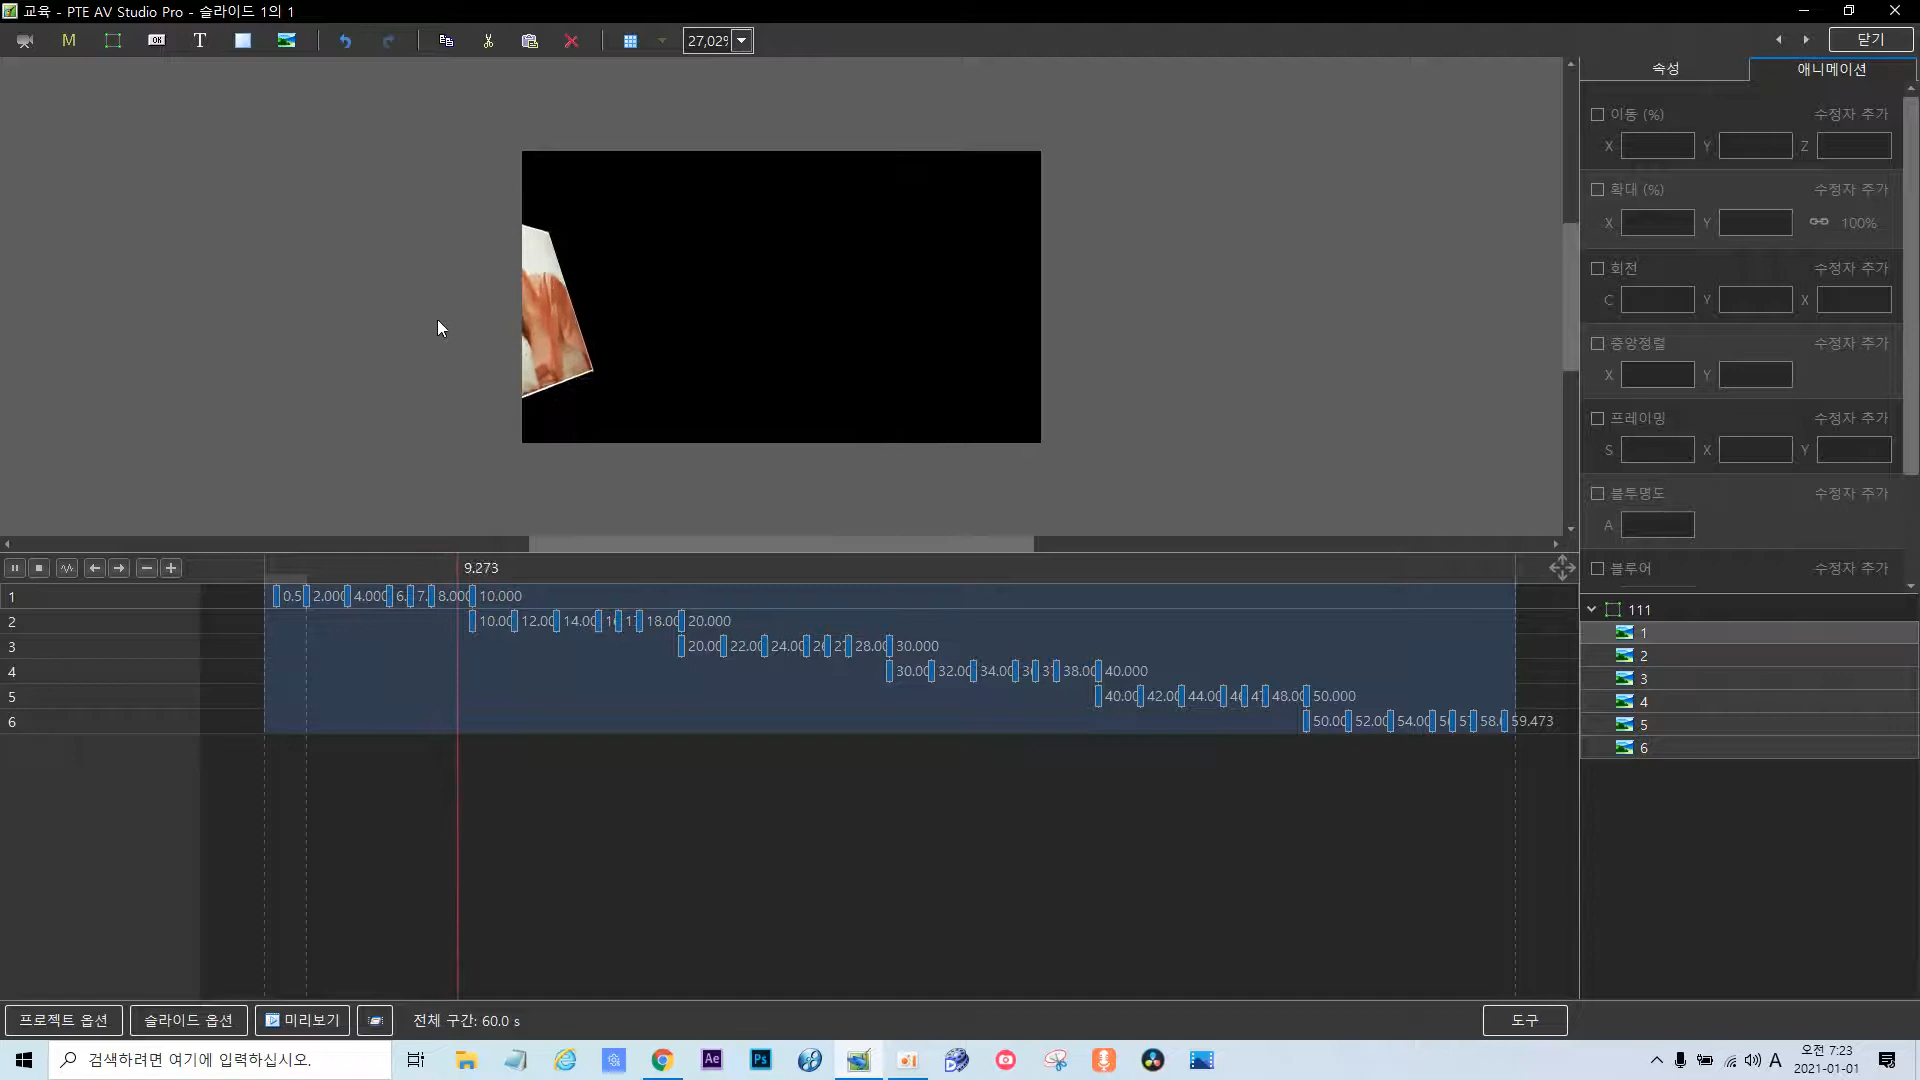 교육 - PTE AV Studio Pro - 슬라이드 1의 1
M OK T 27,02% 닫기
속성 애니메이션
이동 (%) 수정자 추가
X Y Z
확대 (%) 수정자 추가
X Y 100%
회전 수정자 추가
C Y X
중앙정렬 수정자 추가
X Y
프레이밍 수정자 추가
S X Y
불투명도 수정자 추가
A
블루어 수정자 추가
9.273
1 0.5 2.000 4.000 6. 7. 8.000 10.000
2 10.00 12.00 14.00 1 1 18.00 20.000
3 20.00 22.00 24.00 2 2 28.00 30.000
4 30.00 32.00 34.00 3 3 38.00 40.000
5 40.00 42.00 44.00 4 4 48.00 50.000
6 50.00 52.00 54.00 5 5 58. 59.473
111
1
2
3
4
5
6
프로젝트 옵션 슬라이드 옵션 미리보기 전체 구간: 60.0 s 도구
검색하려면 여기에 입력하십시오. Ae Ps A 오전 7:23
2021-01-01